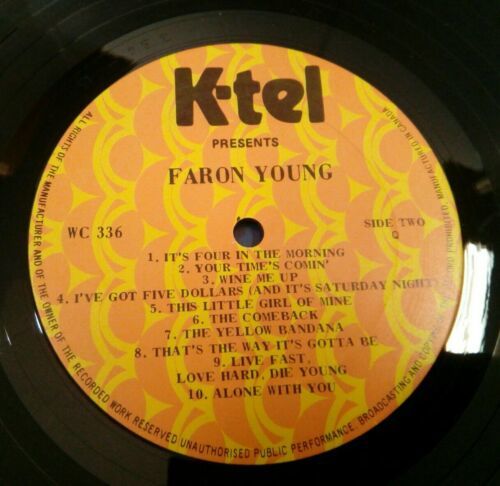 K-tel
PRESENTS
FARON YOUNG
WC 336
SIDE TWO
1. IT'S FOUR IN THE MORNING
2. YOUR TIME'S COMIN'
3. WINE ME UP
4. I'VE GOT FIVE DOLLARS (AND IT'S SATURDAY NIGHT)
5. THIS LITTLE GIRL OF MINE
6. THE COMEBACK
7. THE YELLOW BANDANA
8. THAT'S THE WAY IT'S GOTTA BE
9. LIVE FAST,
LOVE HARD, DIE YOUNG
10. ALONE WITH YOU
ALL RIGHTS OF THE MANUFACTURER AND OF THE OWNER OF THE RECORDED WORK RESERVED UNAUTHORISED PUBLIC PERFORMANCE, BROADCASTING AND COPYING PROHIBITED. MANUFACTURED IN CANADA